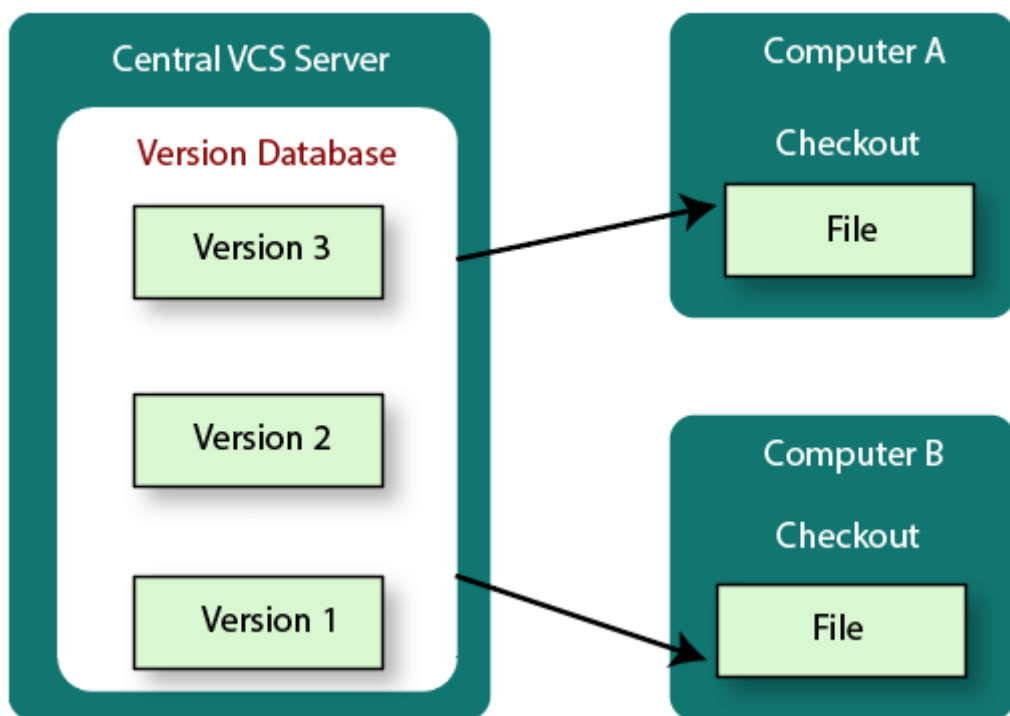 Central VCS Server
Version Database
Version 3
Version 2
Version 1
Computer A
Checkout
File
Computer B
Checkout
File